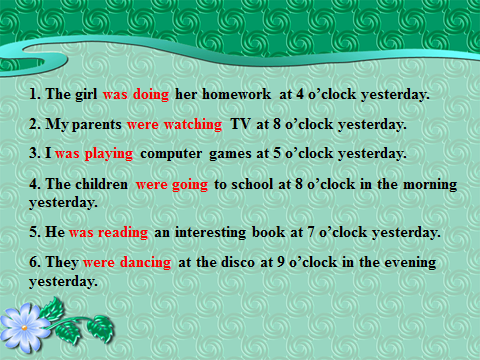 1. The girl was doing her homework at 4 o’clock yesterday.
2. My parents were watching TV at 8 o’clock yesterday.
3. I was playing computer games at 5 o’clock yesterday.
4. The children were going to school at 8 o’clock in the morning
yesterday.
5. He was reading an interesting book at 7 o’clock yesterday.
6. They were dancing at the disco at 9 o’clock in the evening
yesterday.